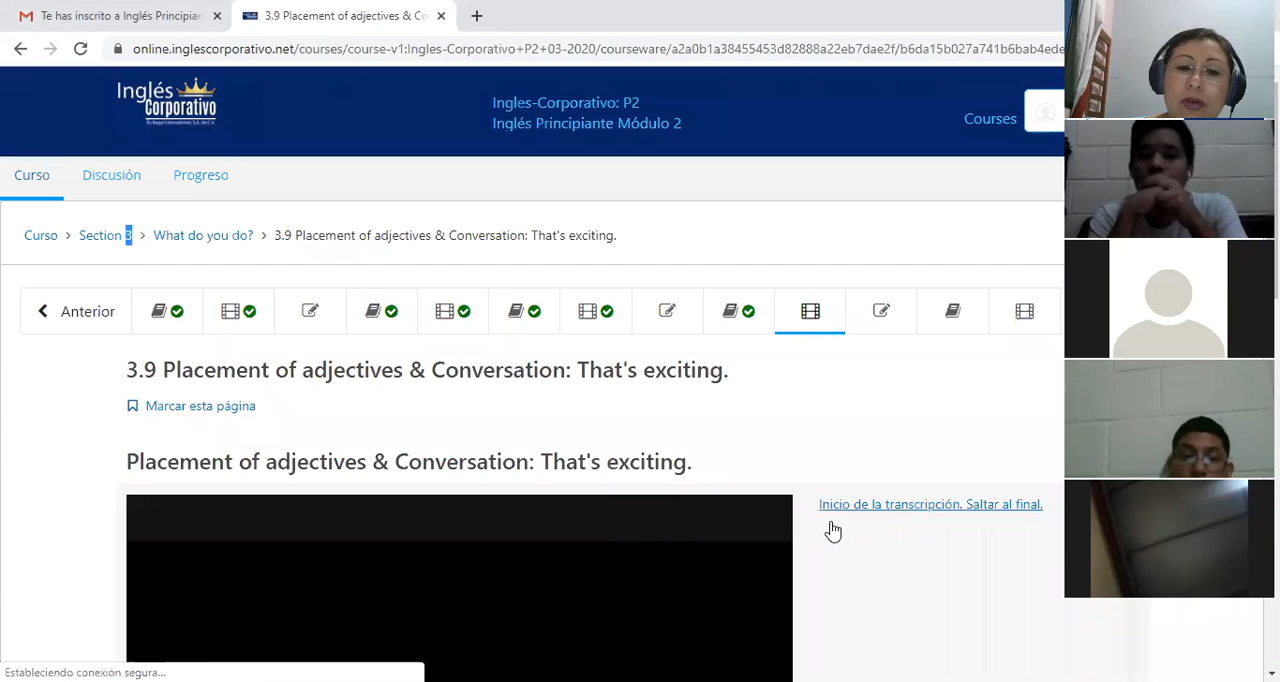 Te has inscrito a Inglés Principian
3.9 Placement of adjectives & Co
online.inglescorporativo.net/courses/course-v1:Ingles-Corporativo+P2+03-2020/courseware/a2a0b1a38455453d82888a22eb7dae2f/b6da15b027a741b6bab4ede
Inglés
Corporativo
Ingles-Corporativo: P2
Inglés Principiante Módulo 2
Courses
Curso
Discusión
Progreso
Curso > Section 3 > What do you do? > 3.9 Placement of adjectives & Conversation: That's exciting.
Anterior
3.9 Placement of adjectives & Conversation: That's exciting.
Marcar esta página
Placement of adjectives & Conversation: That's exciting.
Inicio de la transcripción. Saltar al final.
Estableciendo conexión segura...